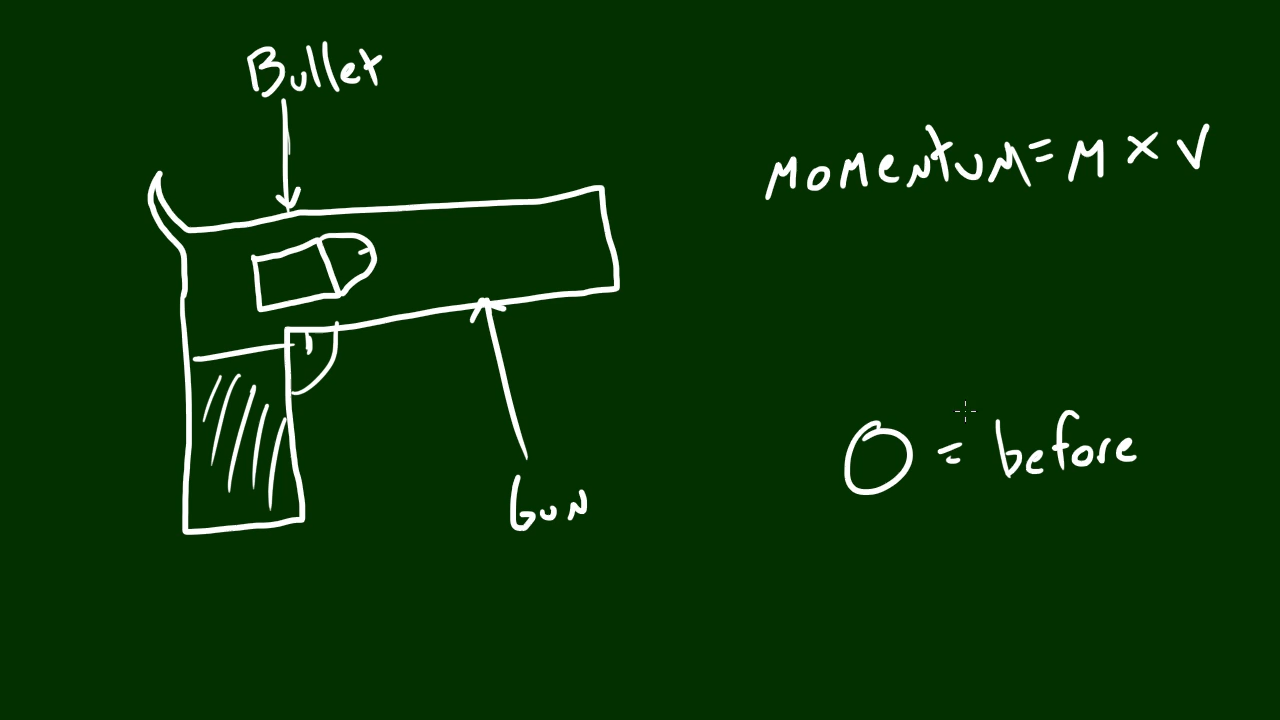 Bullet
Momentum = M × V
0 = before
Gun